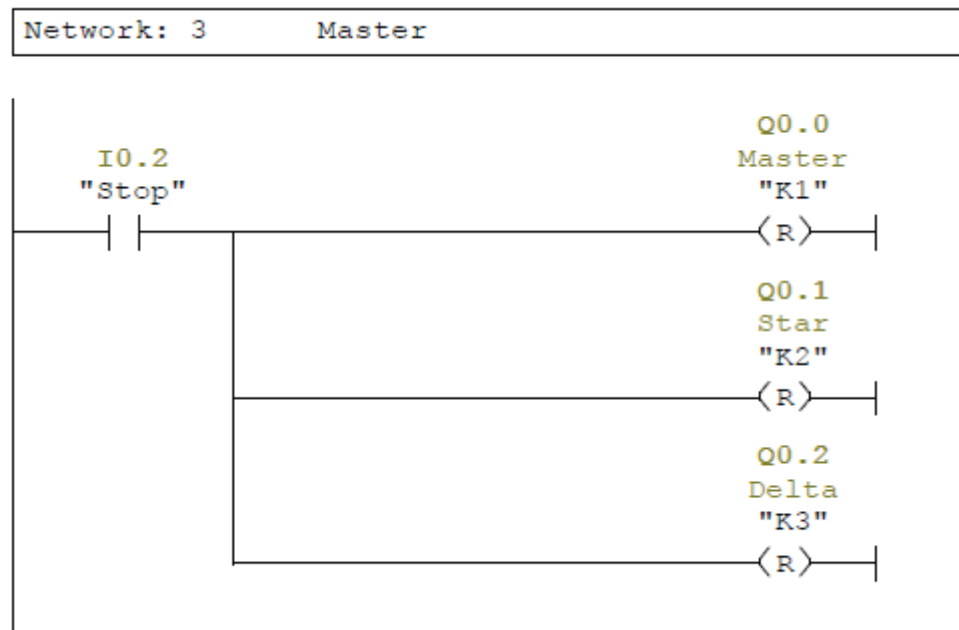 Network: 3 Master
I0.2
"Stop"
Q0.0
Master
"K1"
R
Q0.1
Star
"K2"
R
Q0.2
Delta
"K3"
R